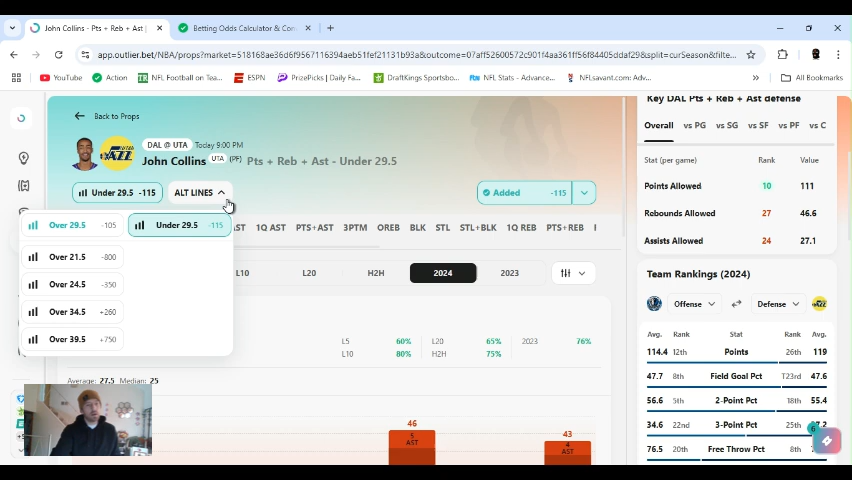 John Collins - Pts + Reb + Ast |
Betting Odds Calculator & Con
app.outlier.bet/NBA/props?market=518168ae36d6f9567116394aeb51fef21131b93a&outcome=07aff52600572c901f4aa361ff56f84405ddaf29&split=curSeason&filte...
YouTube
Action
NFL Football on Tea...
ESPN
PrizePicks | Daily Fa...
DraftKings Sportsbo...
NFL Stats - Advance...
NFLsavant.com: Adv...
All Bookmarks
Back to Props
DAL @ UTA Today 9:00 PM
John Collins UTA (PF) Pts + Reb + Ast - Under 29.5
Under 29.5 -115 ALT LINES
Added -115
Over 29.5 -105 Under 29.5 -115
Over 21.5 -800
Over 24.5 -350
Over 34.5 +260
Over 39.5 +750
AST 1Q AST PTS+AST 3PTM OREB BLK STL STL+BLK 1Q REB PTS+REB
L10 L20 H2H 2024 2023
L5 60% L20 65% 2023 76%
L10 80% H2H 75%
Average: 27.5 Median: 25
46
5
AST
43
4
AST
Key DAL Pts + Reb + Ast defense
Overall vs PG vs SG vs SF vs PF vs C
Stat (per game) Rank Value
Points Allowed 10 111
Rebounds Allowed 27 46.6
Assists Allowed 24 27.1
Team Rankings (2024)
Offense Defense
Avg. Rank Stat Rank Avg.
114.4 12th Points 26th 119
47.7 8th Field Goal Pct T23rd 47.6
56.6 5th 2-Point Pct 18th 55.4
34.6 22nd 3-Point Pct 25th
76.5 20th Free Throw Pct 8th
6